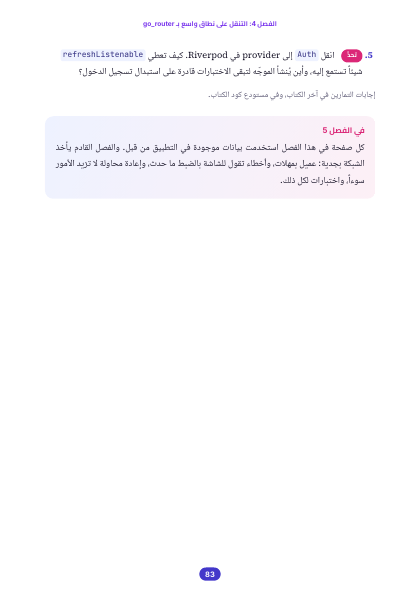 الفصل 4: التنقل على نطاق واسع بـ go_router
5. تحدٍّ انقل Auth إلى provider في Riverpod. كيف تعطي refreshListenable
شيئاً تستمع إليه، وأين يُنشأ الموجّه لتبقى الاختبارات قادرة على استبدال تسجيل الدخول؟
إجابات التمارين في آخر الكتاب، وفي مستودع كود الكتاب.
في الفصل 5
كل صفحة في هذا الفصل استخدمت بيانات موجودة في التطبيق من قبل. والفصل القادم يأخذ
الشبكة بجدية: عميل بمهلات، وأخطاء تقول للشاشة بالضبط ما حدث، وإعادة محاولة لا تزيد الأمور
سوءاً، واختبارات لكل ذلك.
83